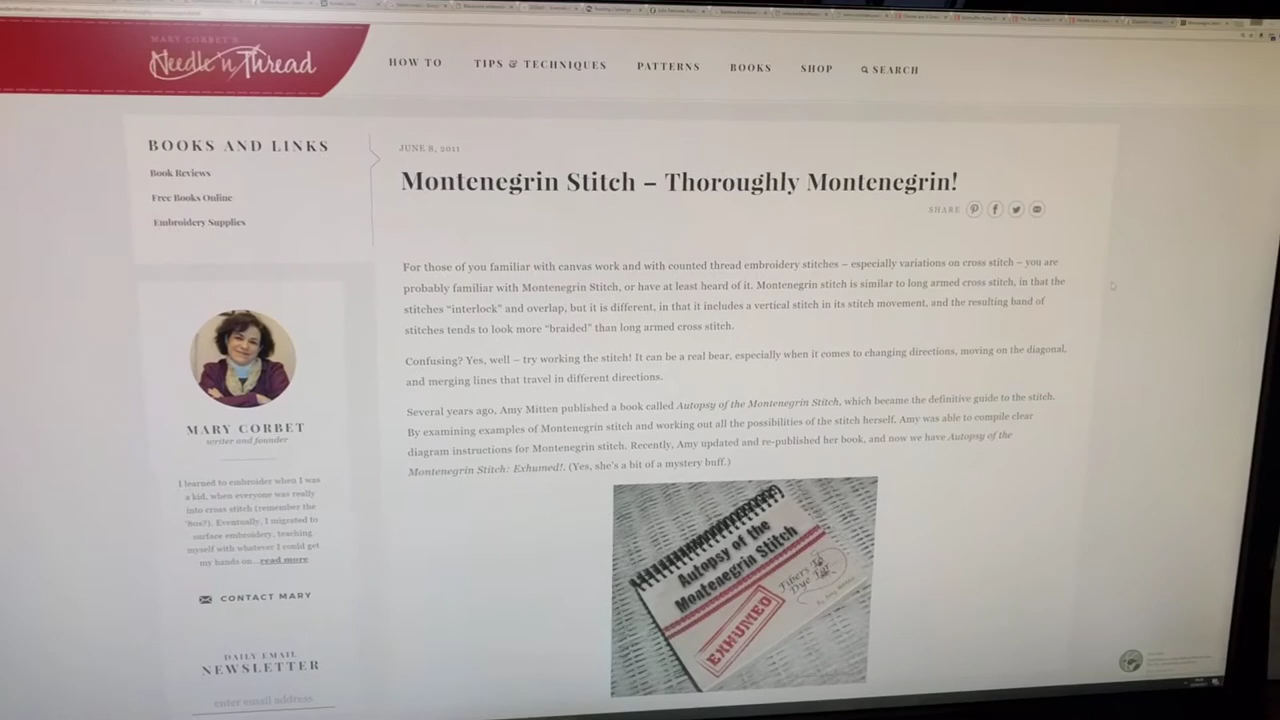 MARY CORBET'S
Needle 'n Thread
HOW TO
TIPS & TECHNIQUES
PATTERNS
BOOKS
SHOP
SEARCH
BOOKS AND LINKS
Book Reviews
Free Books Online
Embroidery Supplies
MARY CORBET
writer and founder
I learned to embroider when I was
a kid, when everyone was really
into cross stitch (remember the
'80s?). Eventually, I migrated to
surface embroidery, teaching
myself with whatever I could get
my hands on...read more
CONTACT MARY
DAILY EMAIL
NEWSLETTER
enter email address
JUNE 8, 2011
Montenegrin Stitch – Thoroughly Montenegrin!
SHARE
For those of you familiar with canvas work and with counted thread embroidery stitches – especially variations on cross stitch – you are
probably familiar with Montenegrin Stitch, or have at least heard of it. Montenegrin stitch is similar to long armed cross stitch, in that the
stitches “interlock” and overlap, but it is different, in that it includes a vertical stitch in its stitch movement, and the resulting band of
stitches tends to look more “braided” than long armed cross stitch.
Confusing? Yes, well – try working the stitch! It can be a real bear, especially when it comes to changing directions, moving on the diagonal,
and merging lines that travel in different directions.
Several years ago, Amy Mitten published a book called Autopsy of the Montenegrin Stitch, which became the definitive guide to the stitch.
By examining examples of Montenegrin stitch and working out all the possibilities of the stitch herself, Amy was able to compile clear
diagram instructions for Montenegrin stitch. Recently, Amy updated and re-published her book, and now we have Autopsy of the
Montenegrin Stitch: Exhumed!. (Yes, she's a bit of a mystery buff.)
Autopsy of the
Montenegrin Stitch
Fibers To
Dye For
EXHUMED